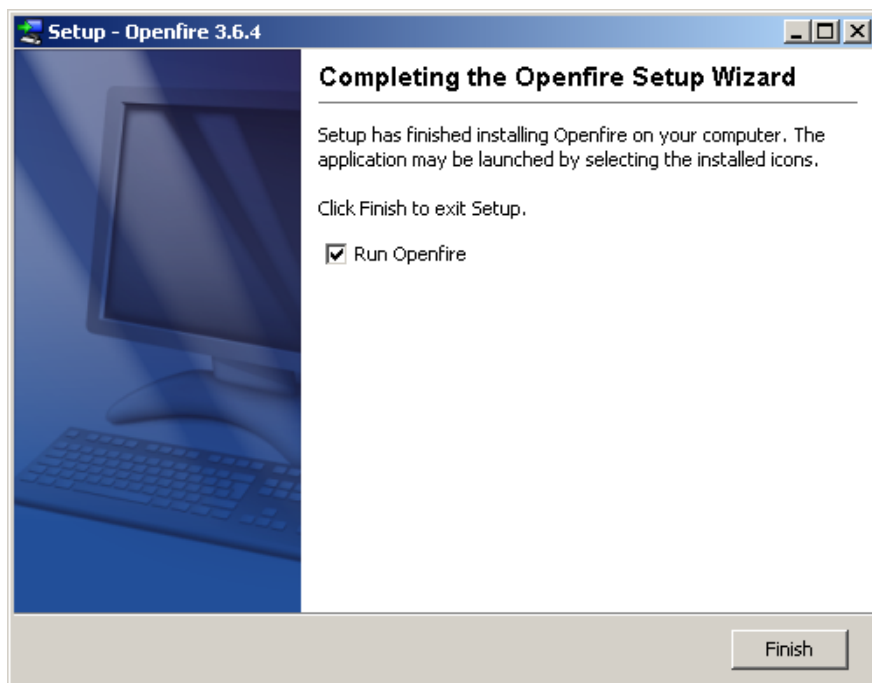 Setup - Openfire 3.6.4
Completing the Openfire Setup Wizard
Setup has finished installing Openfire on your computer. The
application may be launched by selecting the installed icons.
Click Finish to exit Setup.
Run Openfire
Finish